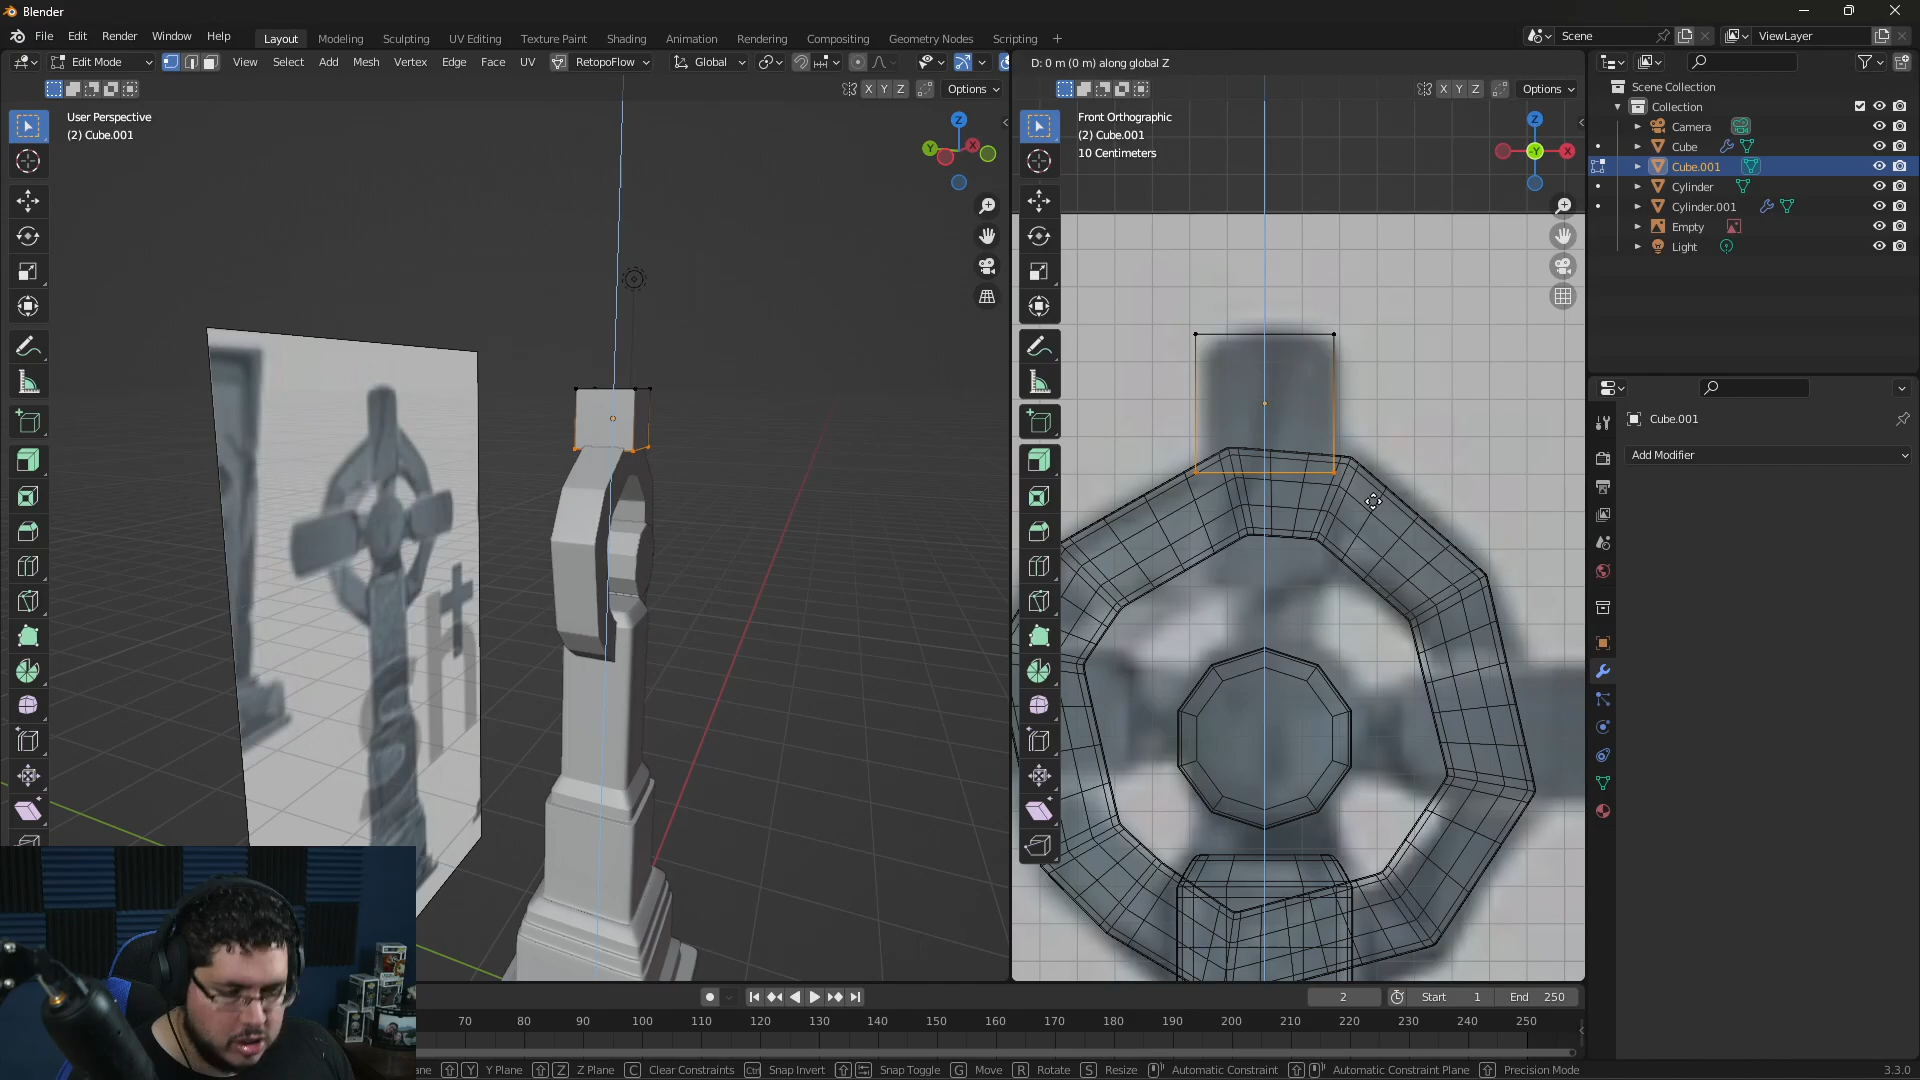 Blender
File Edit Render Window Help
Layout Modeling Sculpting UV Editing Texture Paint Shading Animation Rendering Compositing Geometry Nodes Scripting +
Scene
ViewLayer
Edit Mode View Select Add Mesh Vertex Edge Face UV RetopoFlow Global
D: 0 m (0 m) along global Z
X Y Z Options
X Y Z Options
User Perspective
(2) Cube.001
Front Orthographic
(2) Cube.001
10 Centimeters
Z
Y
X
Z
-Y
X
Scene Collection
Collection
Camera
Cube
Cube.001
Cylinder
Cylinder.001
Empty
Light
Cube.001
Add Modifier
2 Start 1 End 250
70 80 90 100 110 120 130 140 150 160 170 180 190 200 210 220 230 240 250
ane Y Y Plane Z Z Plane C Clear Constraints Ctrl Snap Invert Snap Toggle G Move R Rotate S Resize Automatic Constraint Automatic Constraint Plane Precision Mode
3.3.0